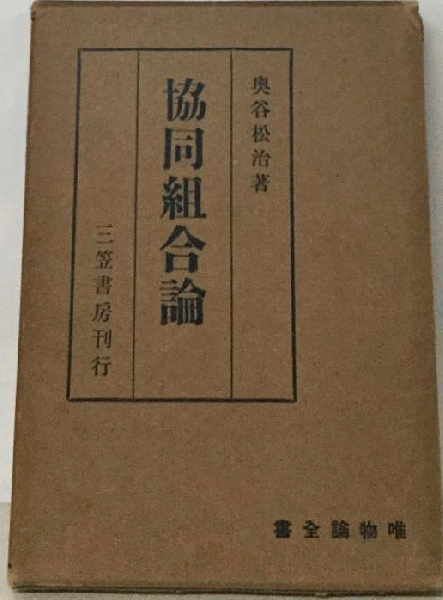 奥谷松治著
協同組合論
三笠書房刊行
唯物論全書